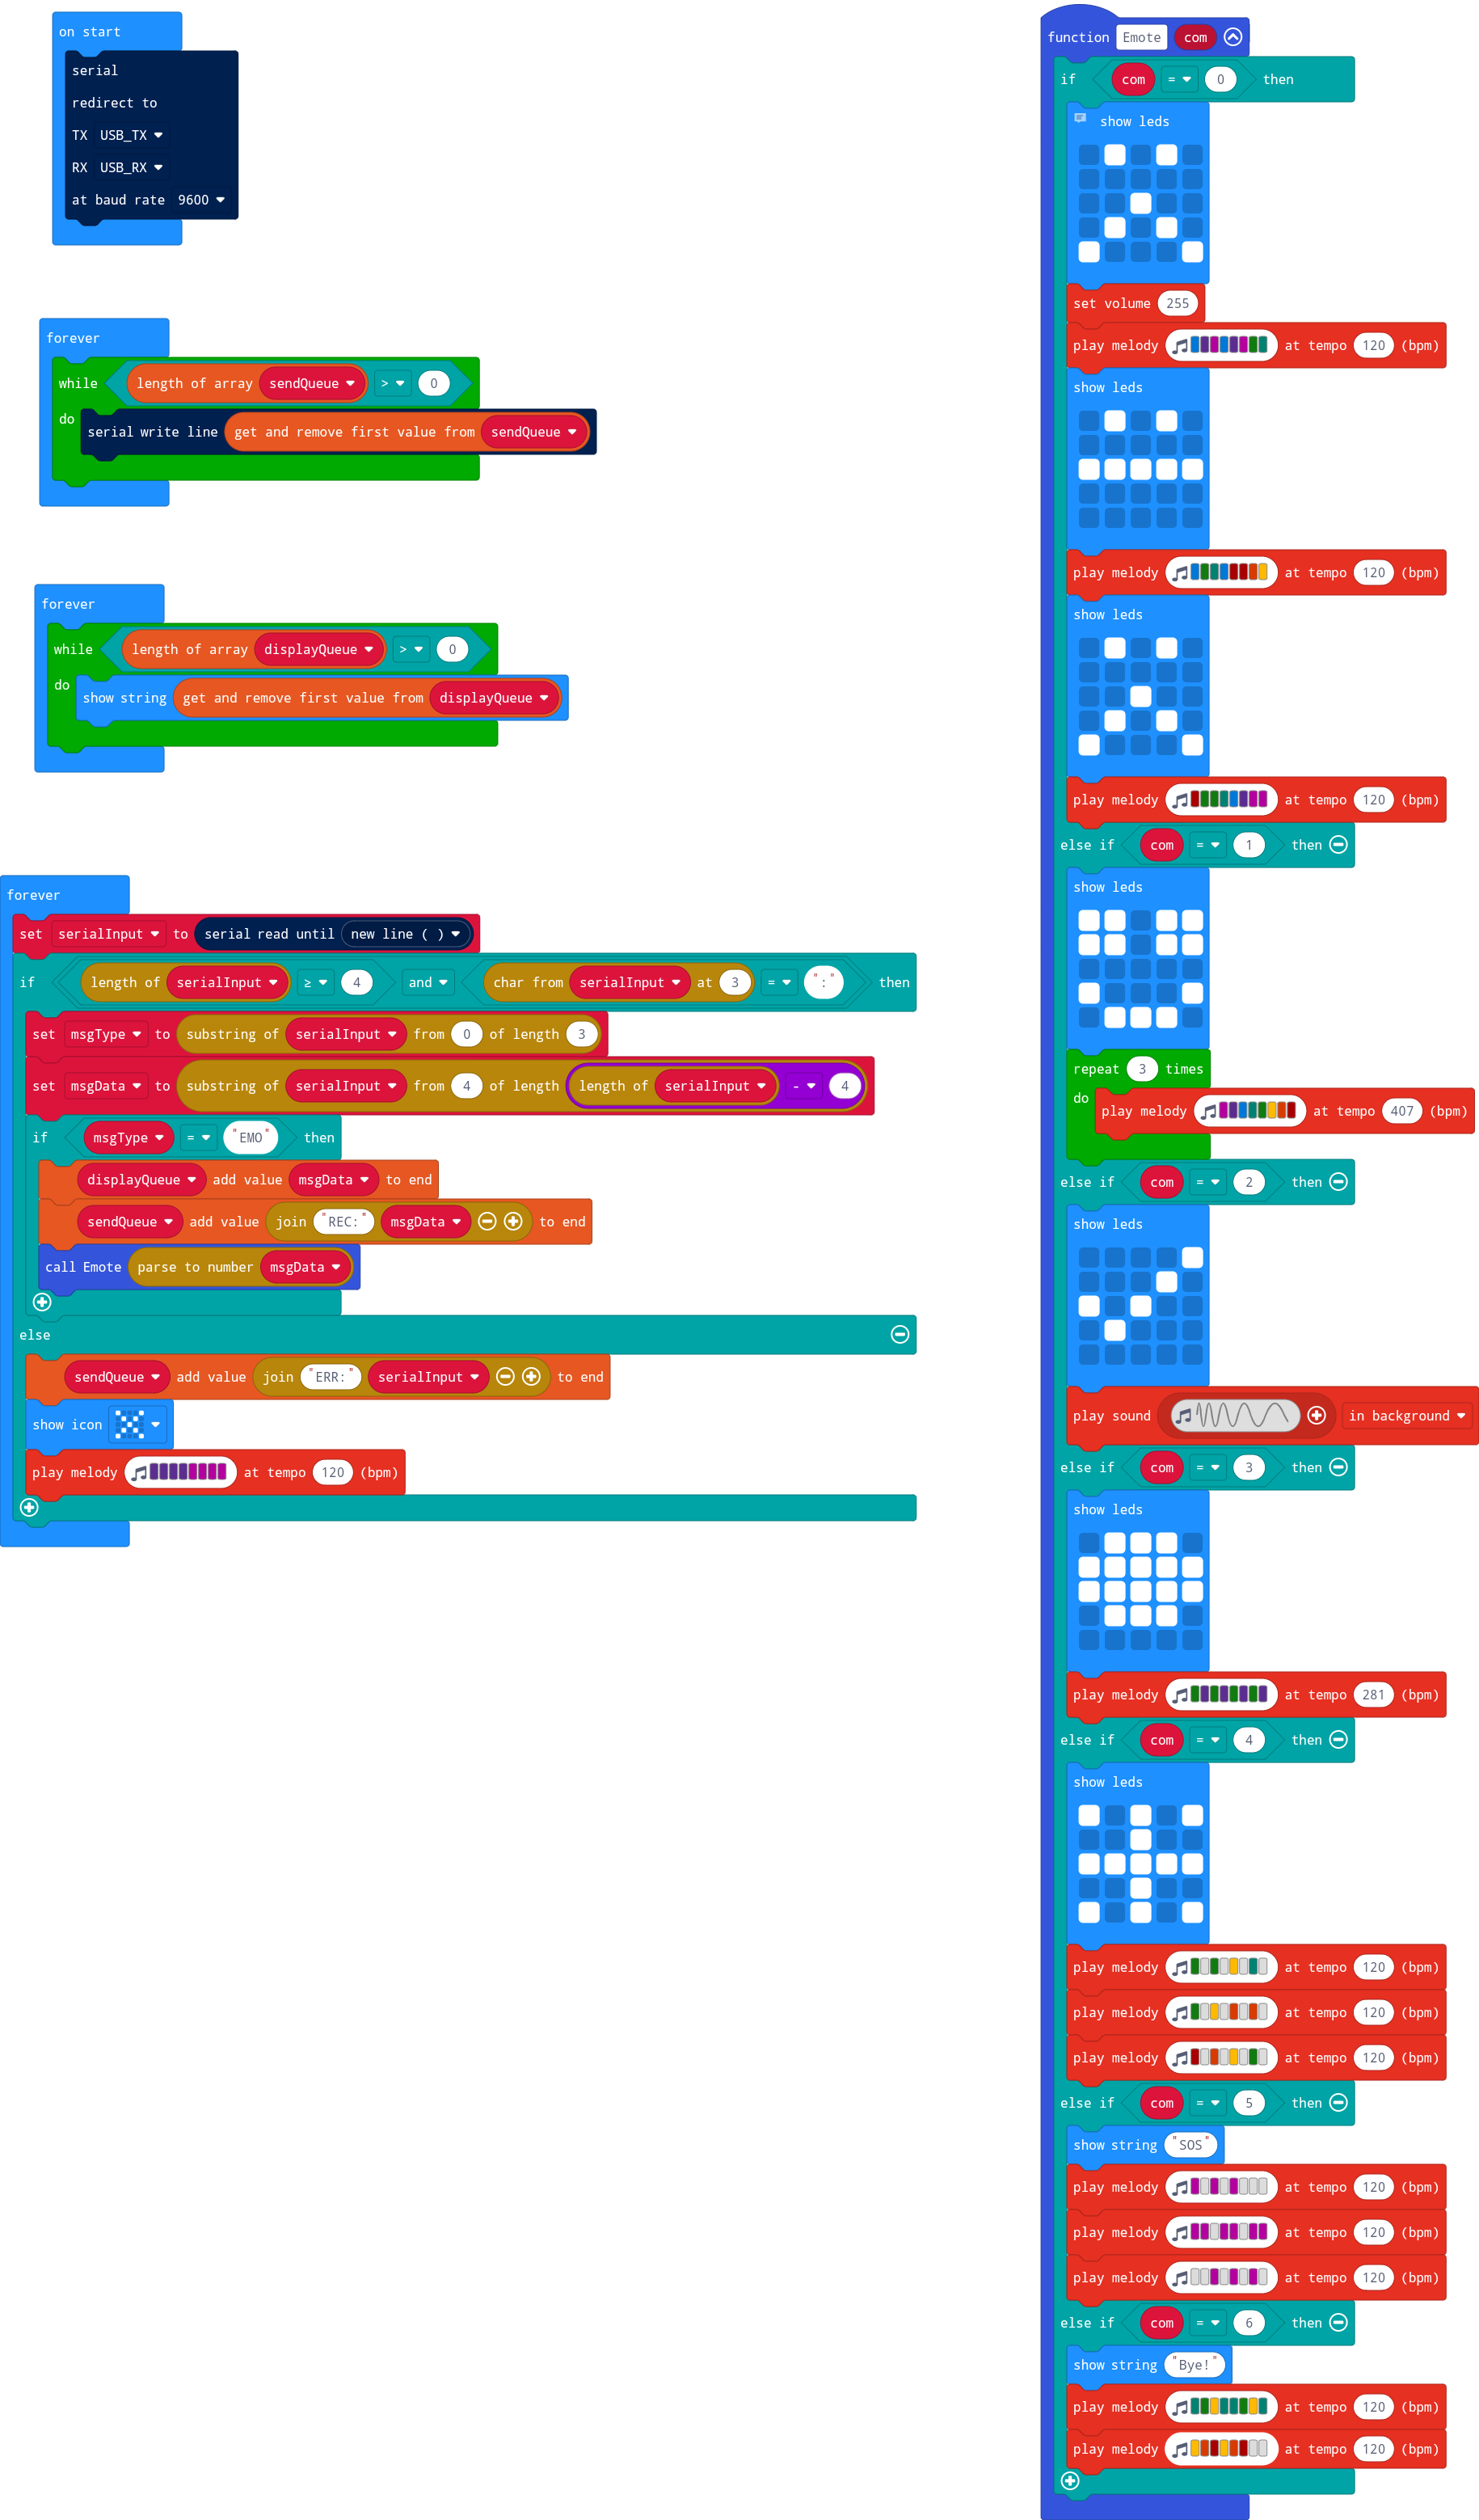 on start
serial
redirect to
TX USB_TX
RX USB_RX
at baud rate 9600
forever
while length of array sendQueue > 0
do serial write line get and remove first value from sendQueue
forever
while length of array displayQueue > 0
do show string get and remove first value from displayQueue
forever
set serialInput to serial read until new line ( )
if length of serialInput ≥ 4 and char from serialInput at 3 = ":" then
set msgType to substring of serialInput from 0 of length 3
set msgData to substring of serialInput from 4 of length length of serialInput - 4
if msgType = "EMO" then
displayQueue add value msgData to end
sendQueue add value join "REC:" msgData to end
call Emote parse to number msgData
else
sendQueue add value join "ERR:" serialInput to end
show icon
play melody at tempo 120 (bpm)
function Emote com
if com = 0 then
show leds
set volume 255
play melody at tempo 120 (bpm)
show leds
play melody at tempo 120 (bpm)
show leds
play melody at tempo 120 (bpm)
else if com = 1 then
show leds
repeat 3 times
do play melody at tempo 407 (bpm)
else if com = 2 then
show leds
play sound in background
else if com = 3 then
show leds
play melody at tempo 281 (bpm)
else if com = 4 then
show leds
play melody at tempo 120 (bpm)
play melody at tempo 120 (bpm)
play melody at tempo 120 (bpm)
else if com = 5 then
show string "SOS"
play melody at tempo 120 (bpm)
play melody at tempo 120 (bpm)
play melody at tempo 120 (bpm)
else if com = 6 then
show string "Bye!"
play melody at tempo 120 (bpm)
play melody at tempo 120 (bpm)